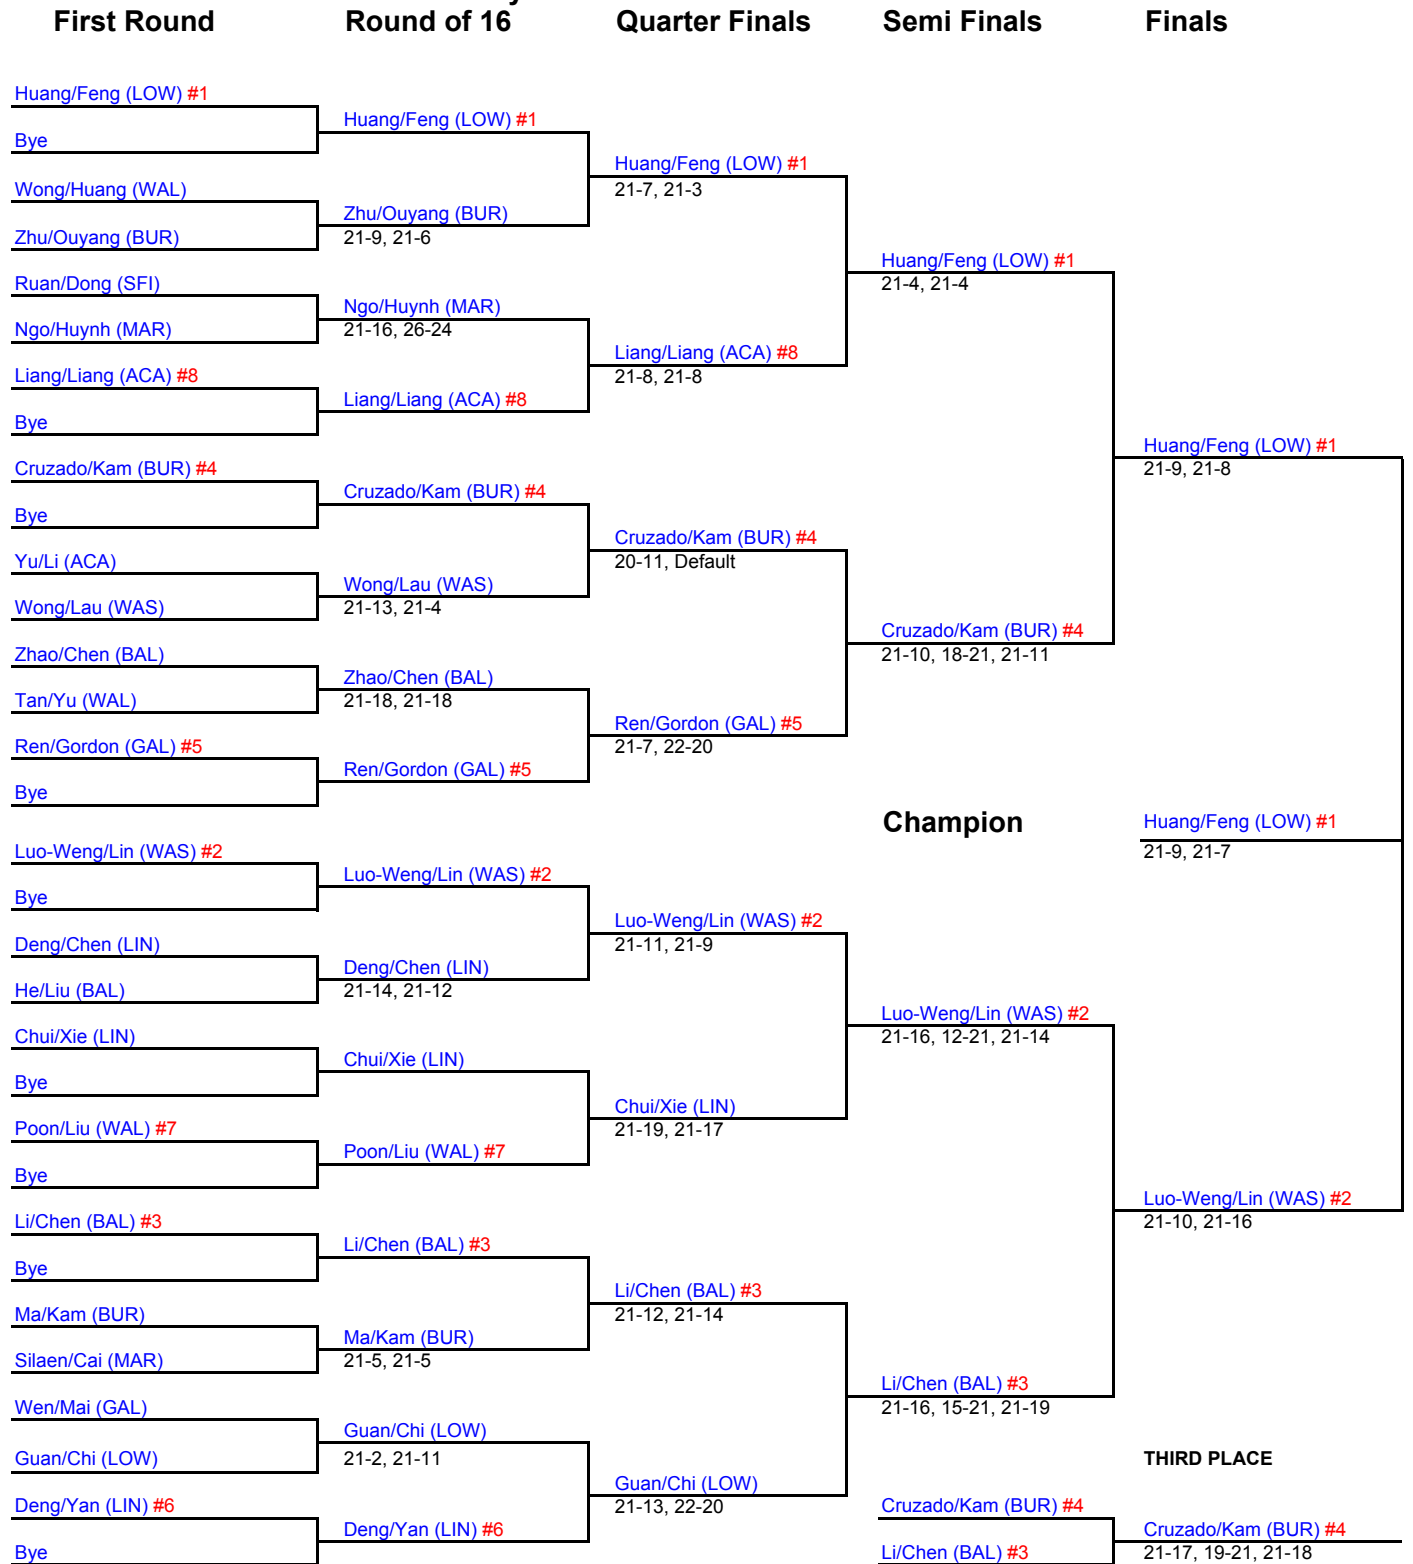 First Round
Round of 16
Quarter Finals
Semi Finals
Finals
Huang/Feng (LOW) #1
Bye
Wong/Huang (WAL)
Zhu/Ouyang (BUR)
Ruan/Dong (SFI)
Ngo/Huynh (MAR)
Liang/Liang (ACA) #8
Bye
Cruzado/Kam (BUR) #4
Bye
Yu/Li (ACA)
Wong/Lau (WAS)
Zhao/Chen (BAL)
Tan/Yu (WAL)
Ren/Gordon (GAL) #5
Bye
Luo-Weng/Lin (WAS) #2
Bye
Deng/Chen (LIN)
He/Liu (BAL)
Chui/Xie (LIN)
Bye
Poon/Liu (WAL) #7
Bye
Li/Chen (BAL) #3
Bye
Ma/Kam (BUR)
Silaen/Cai (MAR)
Wen/Mai (GAL)
Guan/Chi (LOW)
Deng/Yan (LIN) #6
Bye
Huang/Feng (LOW) #1
Zhu/Ouyang (BUR)
21-9, 21-6
Ngo/Huynh (MAR)
21-16, 26-24
Liang/Liang (ACA) #8
Cruzado/Kam (BUR) #4
Wong/Lau (WAS)
21-13, 21-4
Zhao/Chen (BAL)
21-18, 21-18
Ren/Gordon (GAL) #5
Luo-Weng/Lin (WAS) #2
Deng/Chen (LIN)
21-14, 21-12
Chui/Xie (LIN)
Poon/Liu (WAL) #7
Li/Chen (BAL) #3
Ma/Kam (BUR)
21-5, 21-5
Guan/Chi (LOW)
21-2, 21-11
Deng/Yan (LIN) #6
Huang/Feng (LOW) #1
21-7, 21-3
Liang/Liang (ACA) #8
21-8, 21-8
Cruzado/Kam (BUR) #4
20-11, Default
Ren/Gordon (GAL) #5
21-7, 22-20
Luo-Weng/Lin (WAS) #2
21-11, 21-9
Chui/Xie (LIN)
21-19, 21-17
Li/Chen (BAL) #3
21-12, 21-14
Guan/Chi (LOW)
21-13, 22-20
Huang/Feng (LOW) #1
21-4, 21-4
Cruzado/Kam (BUR) #4
21-10, 18-21, 21-11
Champion
Luo-Weng/Lin (WAS) #2
21-16, 12-21, 21-14
Li/Chen (BAL) #3
21-16, 15-21, 21-19
Cruzado/Kam (BUR) #4
Li/Chen (BAL) #3
Huang/Feng (LOW) #1
21-9, 21-8
Huang/Feng (LOW) #1
21-9, 21-7
Luo-Weng/Lin (WAS) #2
21-10, 21-16
THIRD PLACE
Cruzado/Kam (BUR) #4
21-17, 19-21, 21-18